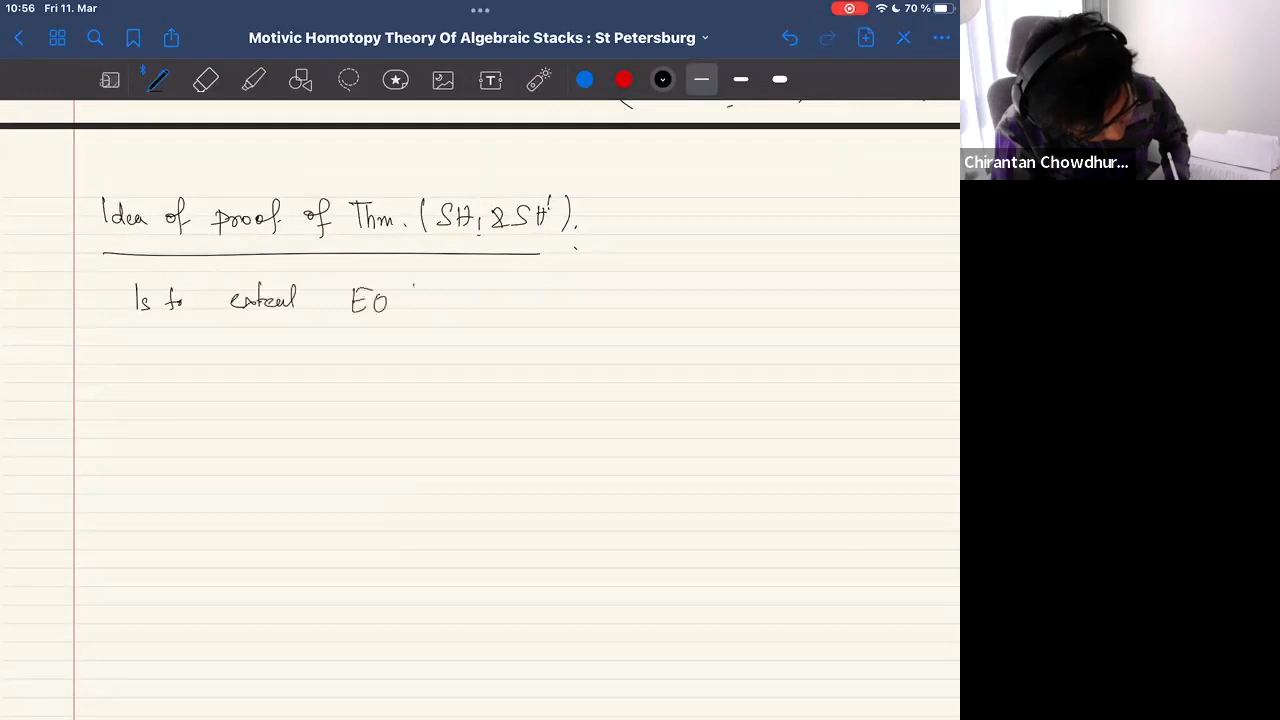 10:56 Fri 11. Mar
70 %
Motivic Homotopy Theory Of Algebraic Stacks : St Petersburg
Chirantan Chowdhur...
Idea of proof of Thm. (SH! & SH!).
Is to extend EO